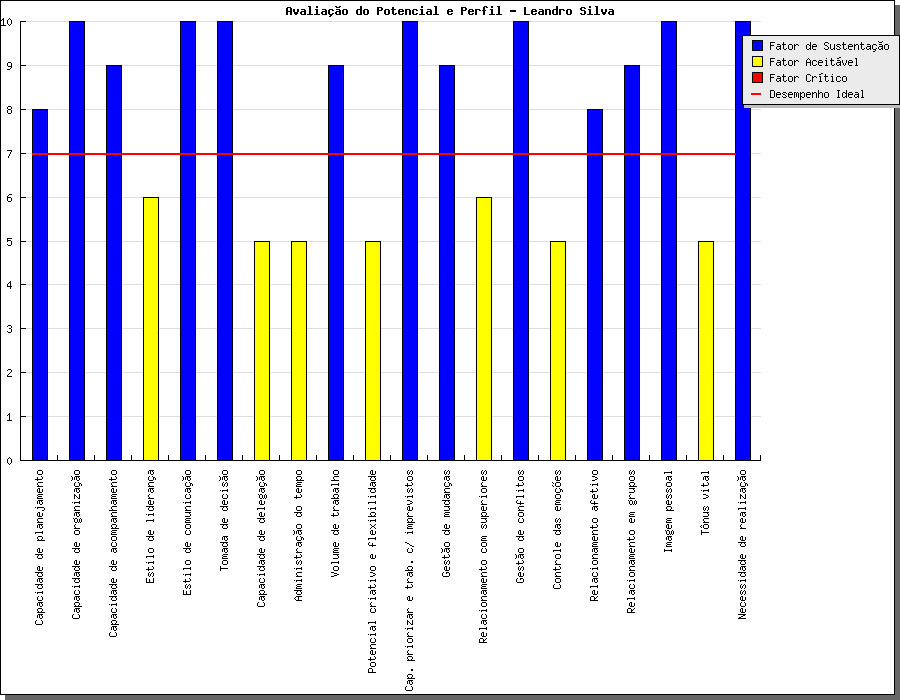 Avaliação do Potencial e Perfil - Leandro Silva
10
9
8
7
6
5
4
3
2
1
0
Fator de Sustentação
Fator Aceitável
Fator Crítico
Desempenho Ideal
Capacidade de planejamento
Capacidade de organização
Capacidade de acompanhamento
Estilo de liderança
Estilo de comunicação
Tomada de decisão
Capacidade de delegação
Administração do tempo
Volume de trabalho
Potencial criativo e flexibilidade
Cap. priorizar e trab. c/ imprevistos
Gestão de mudanças
Relacionamento com superiores
Gestão de conflitos
Controle das emoções
Relacionamento afetivo
Relacionamento em grupos
Imagem pessoal
Tônus vital
Necessidade de realização